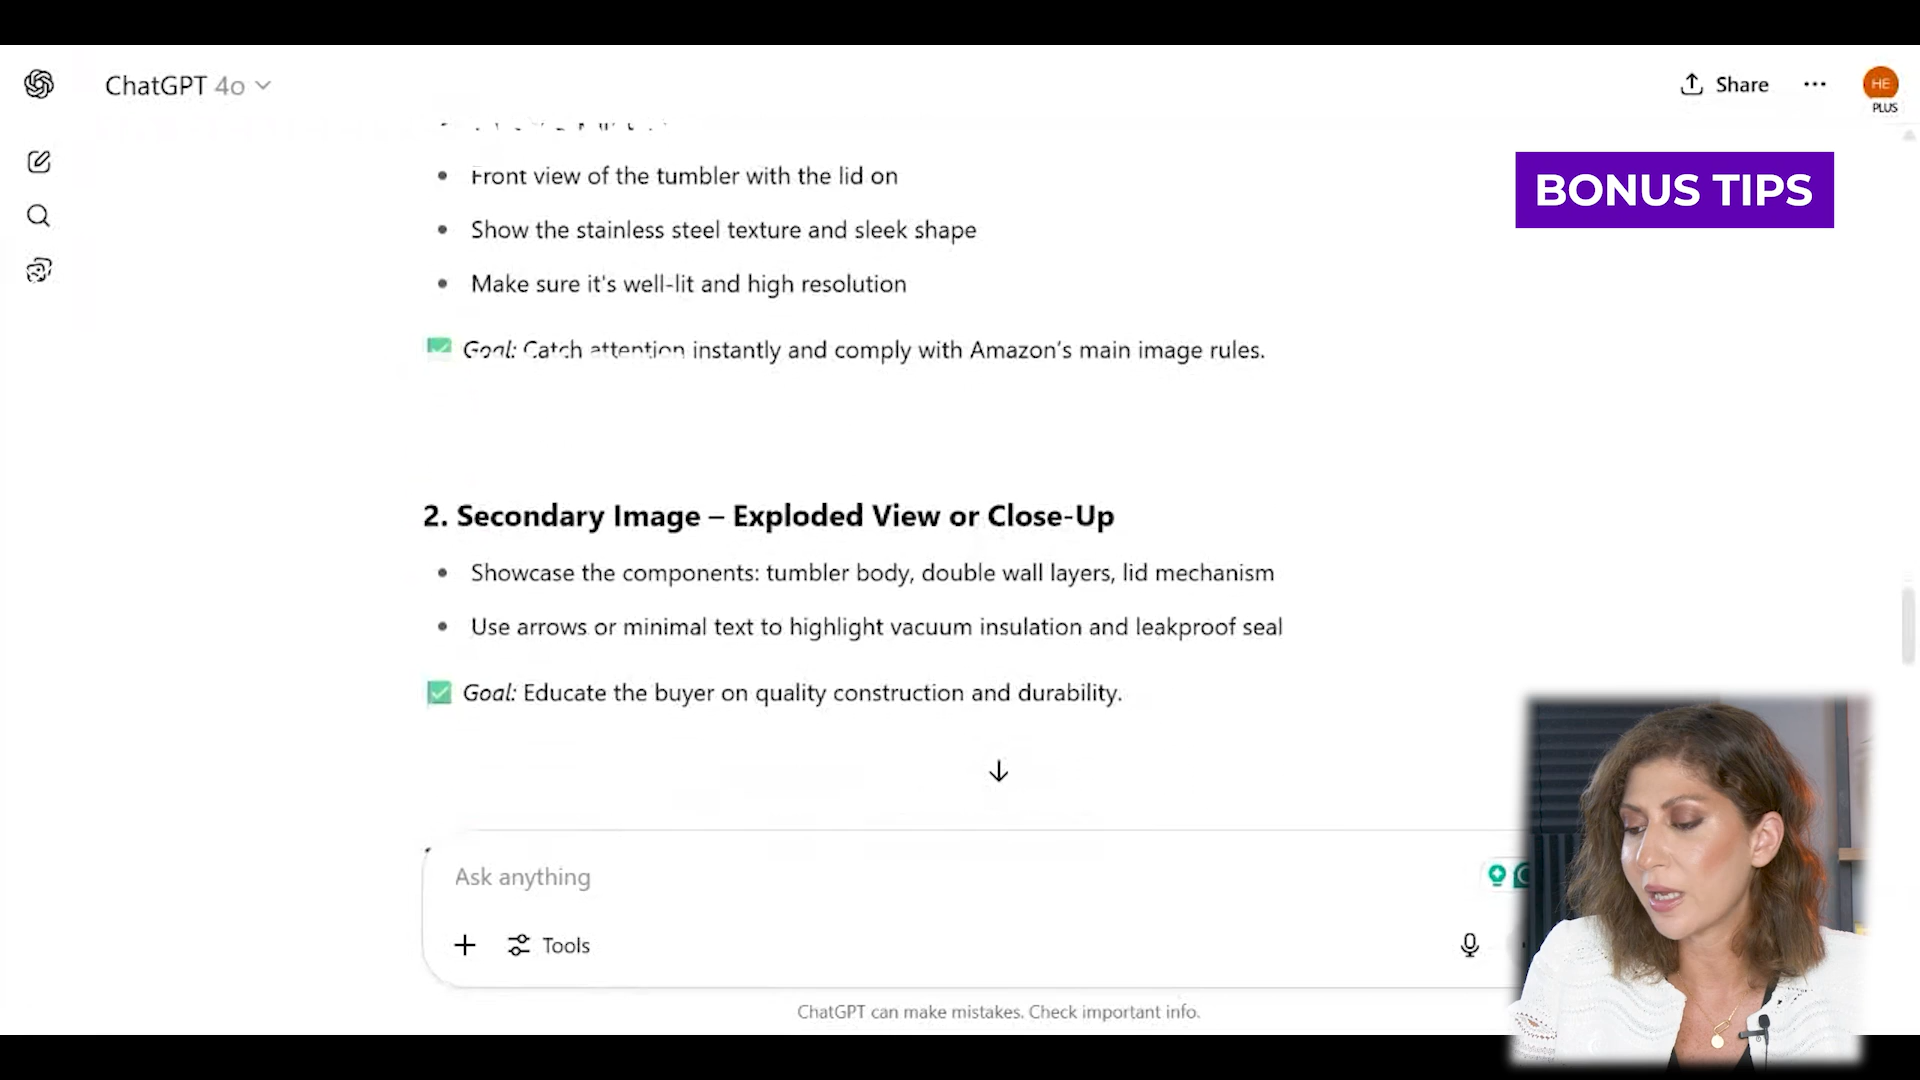 ChatGPT 4o
Share
HE
PLUS
BONUS TIPS
Front view of the tumbler with the lid on
Show the stainless steel texture and sleek shape
Make sure it's well-lit and high resolution
Goal: Catch attention instantly and comply with Amazon's main image rules.
2. Secondary Image – Exploded View or Close-Up
Showcase the components: tumbler body, double wall layers, lid mechanism
Use arrows or minimal text to highlight vacuum insulation and leakproof seal
Goal: Educate the buyer on quality construction and durability.
Ask anything
Tools
ChatGPT can make mistakes. Check important info.